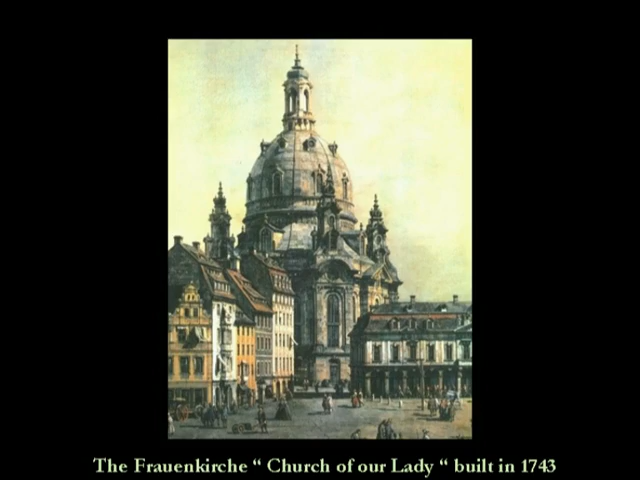 The Frauenkirche “ Church of our Lady “ built in 1743